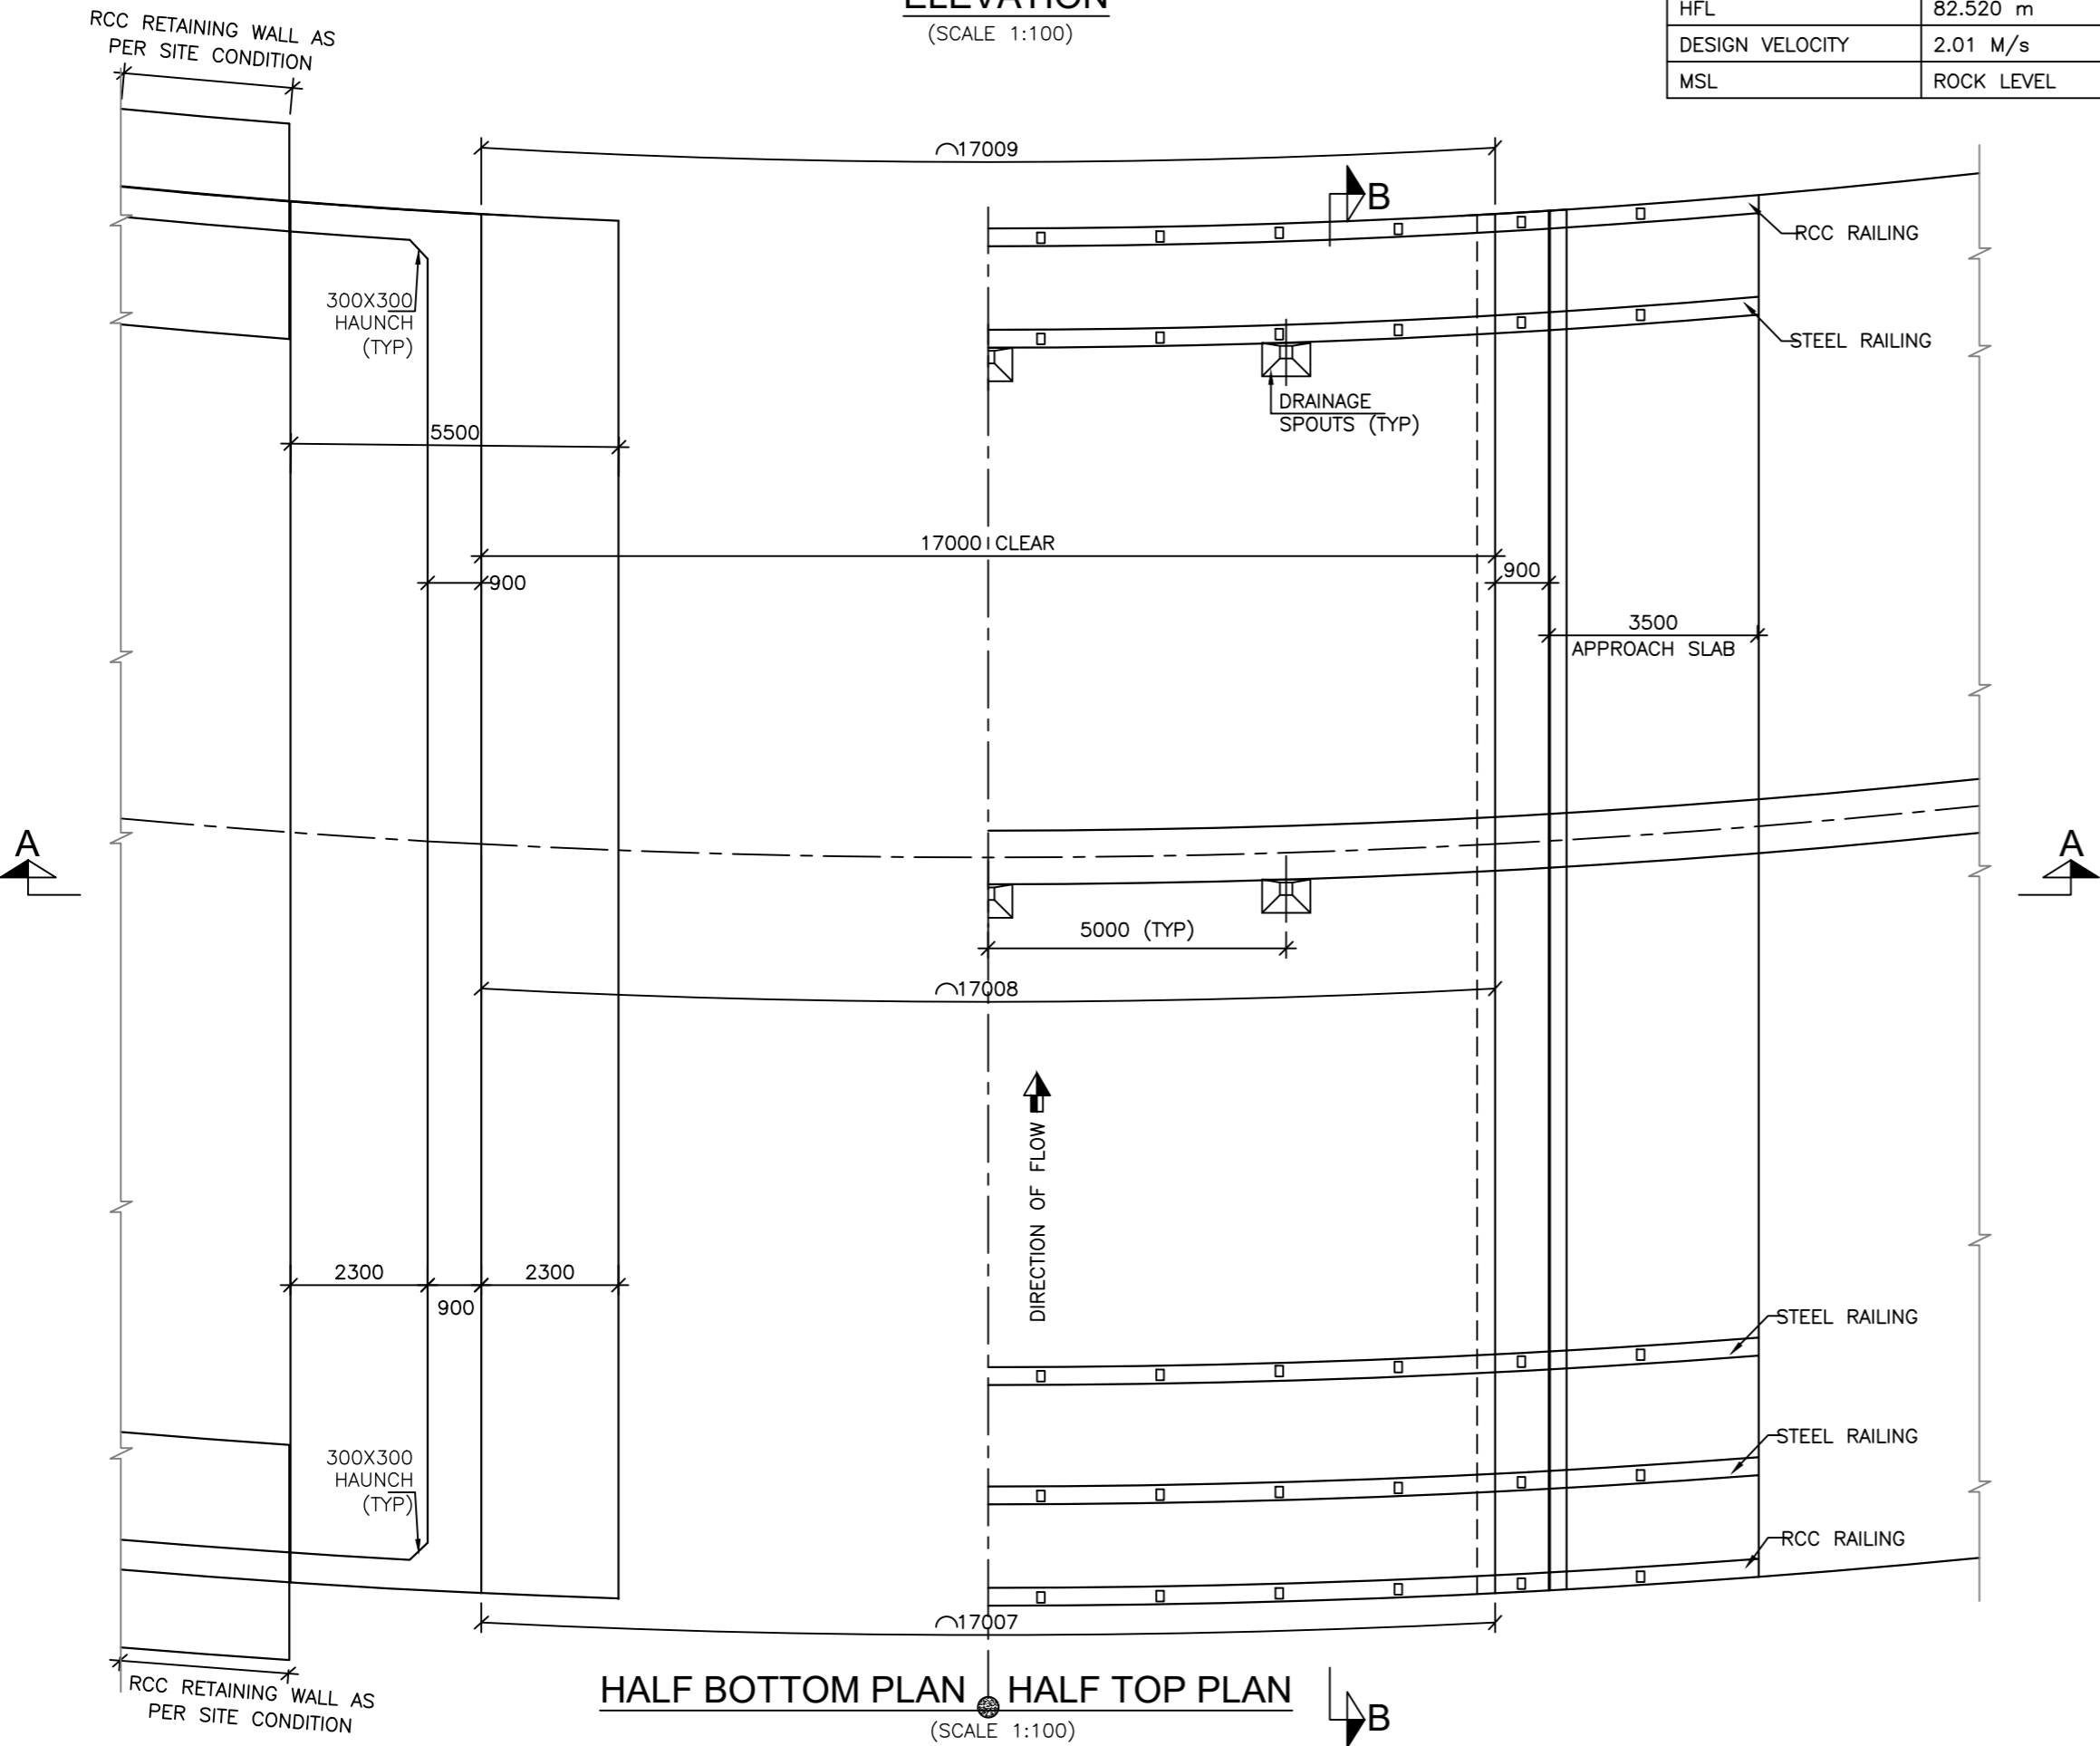 ELEVATION
(SCALE 1:100)
HFL 82.520 m
DESIGN VELOCITY 2.01 M/s
MSL ROCK LEVEL
RCC RETAINING WALL AS
PER SITE CONDITION
17009
B
RCC RAILING
300X300
HAUNCH
(TYP)
STEEL RAILING
DRAINAGE
SPOUTS (TYP)
5500
17000 CLEAR
900
900
3500
APPROACH SLAB
A
A
5000 (TYP)
17008
DIRECTION OF FLOW
2300
2300
900
STEEL RAILING
STEEL RAILING
300X300
HAUNCH
(TYP)
RCC RAILING
17007
RCC RETAINING WALL AS
PER SITE CONDITION
HALF BOTTOM PLAN HALF TOP PLAN
(SCALE 1:100)
B